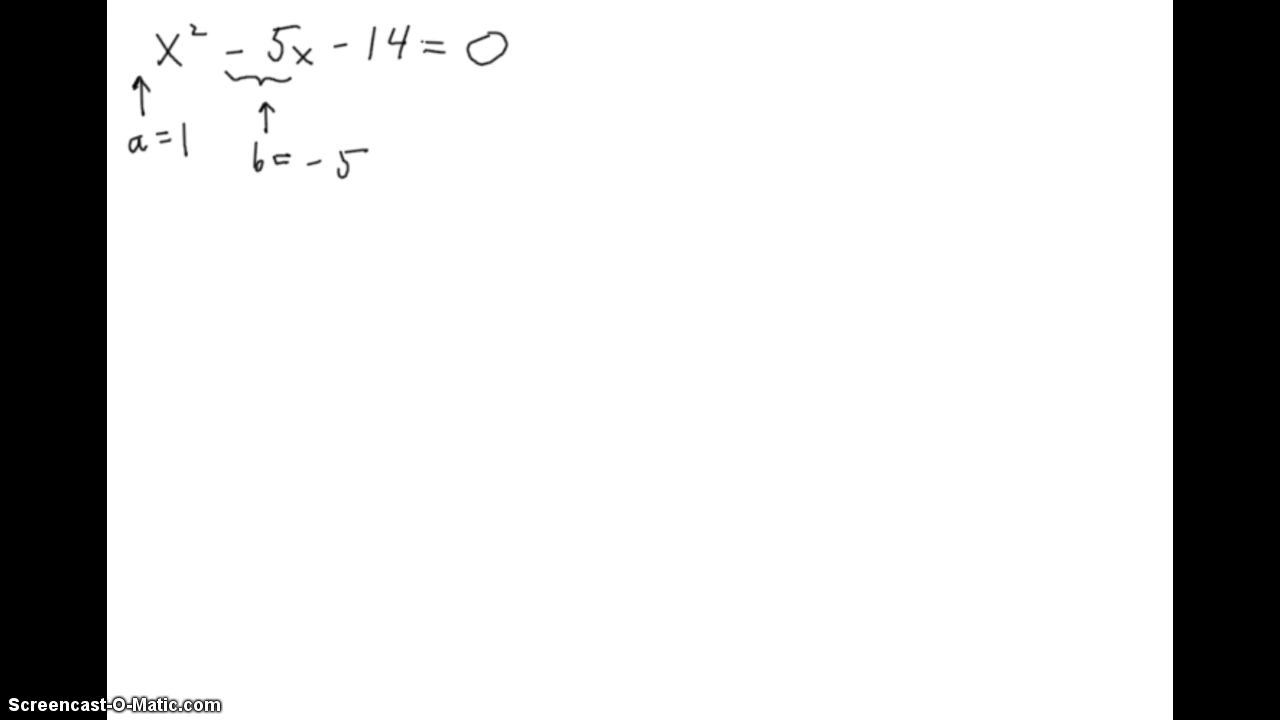 x² - 5x - 14 = 0
a = 1
b = - 5
Screencast-O-Matic.com